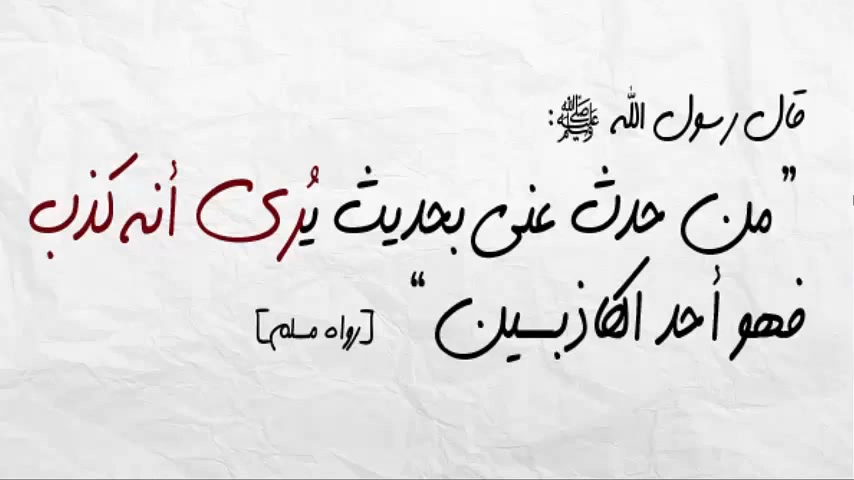 قال رسول الله ﷺ:
"من حدث عني بحديث يُرى أنه كذب
فهو أحد الكاذبين" [رواه مسلم]